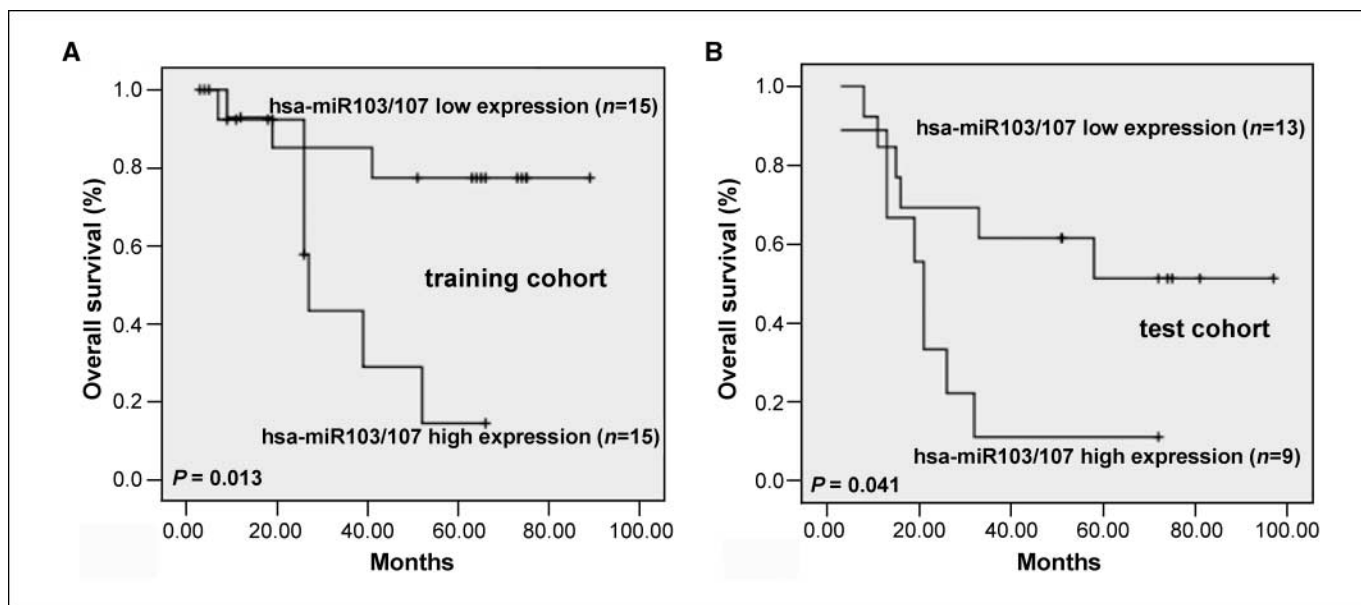 A
Overall survival (%)
1.0
0.8
0.6
0.4
0.2
0.0
hsa-miR103/107 low expression (n=15)
training cohort
hsa-miR103/107 high expression (n=15)
P = 0.013
0.00 20.00 40.00 60.00 80.00 100.00
Months
B
Overall survival (%)
1.0
0.8
0.6
0.4
0.2
0.0
hsa-miR103/107 low expression (n=13)
test cohort
hsa-miR103/107 high expression (n=9)
P = 0.041
0.00 20.00 40.00 60.00 80.00 100.00
Months